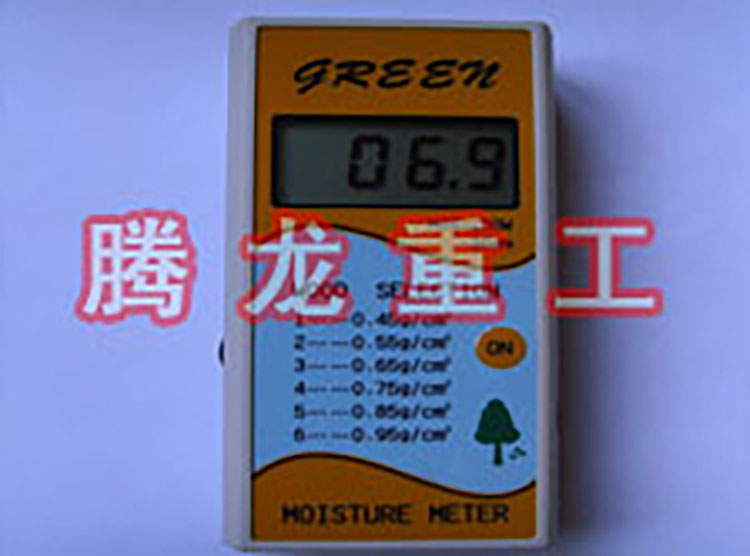 GREEN
06.9
腾龙重工
WOOD SELECTION
1-----0.45g/cm³
2-----0.55g/cm³
3-----0.65g/cm³
4-----0.75g/cm³
5-----0.85g/cm³
6-----0.95g/cm³
ON
MOISTURE METER